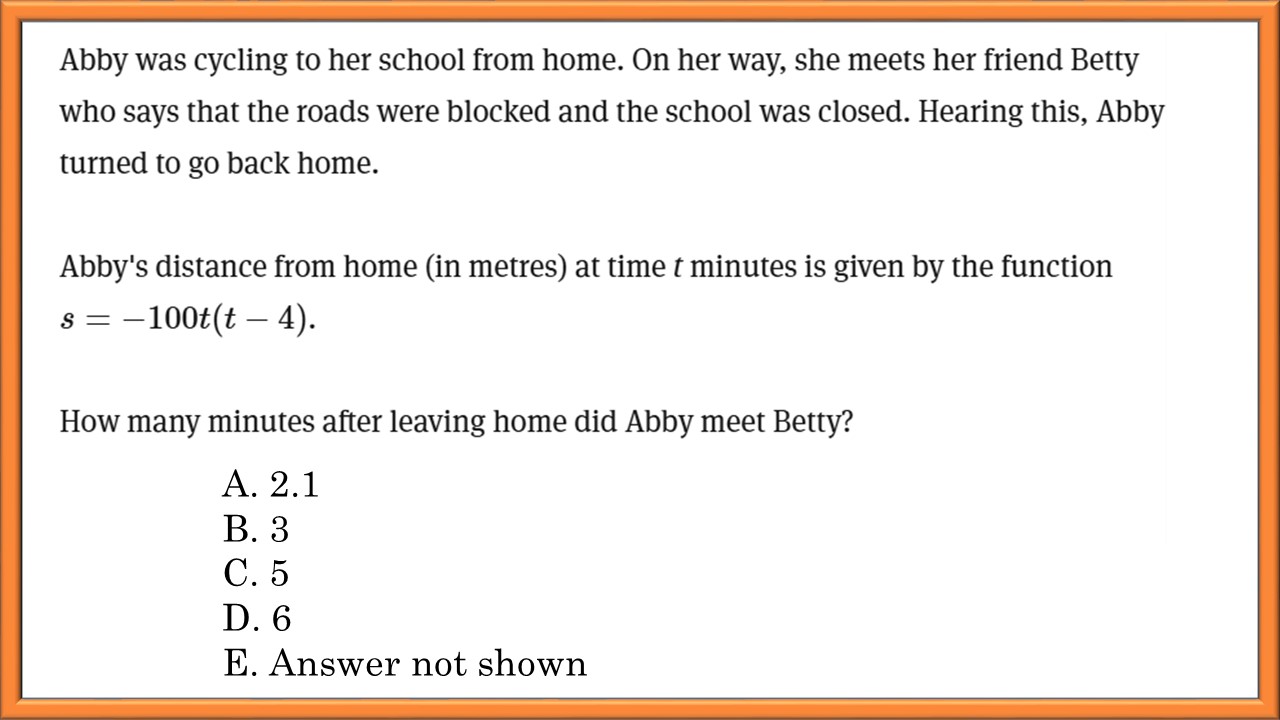 Abby was cycling to her school from home. On her way, she meets her friend Betty
who says that the roads were blocked and the school was closed. Hearing this, Abby
turned to go back home.
Abby's distance from home (in metres) at time t minutes is given by the function
s = −100t(t − 4).
How many minutes after leaving home did Abby meet Betty?
A. 2.1
B. 3
C. 5
D. 6
E. Answer not shown